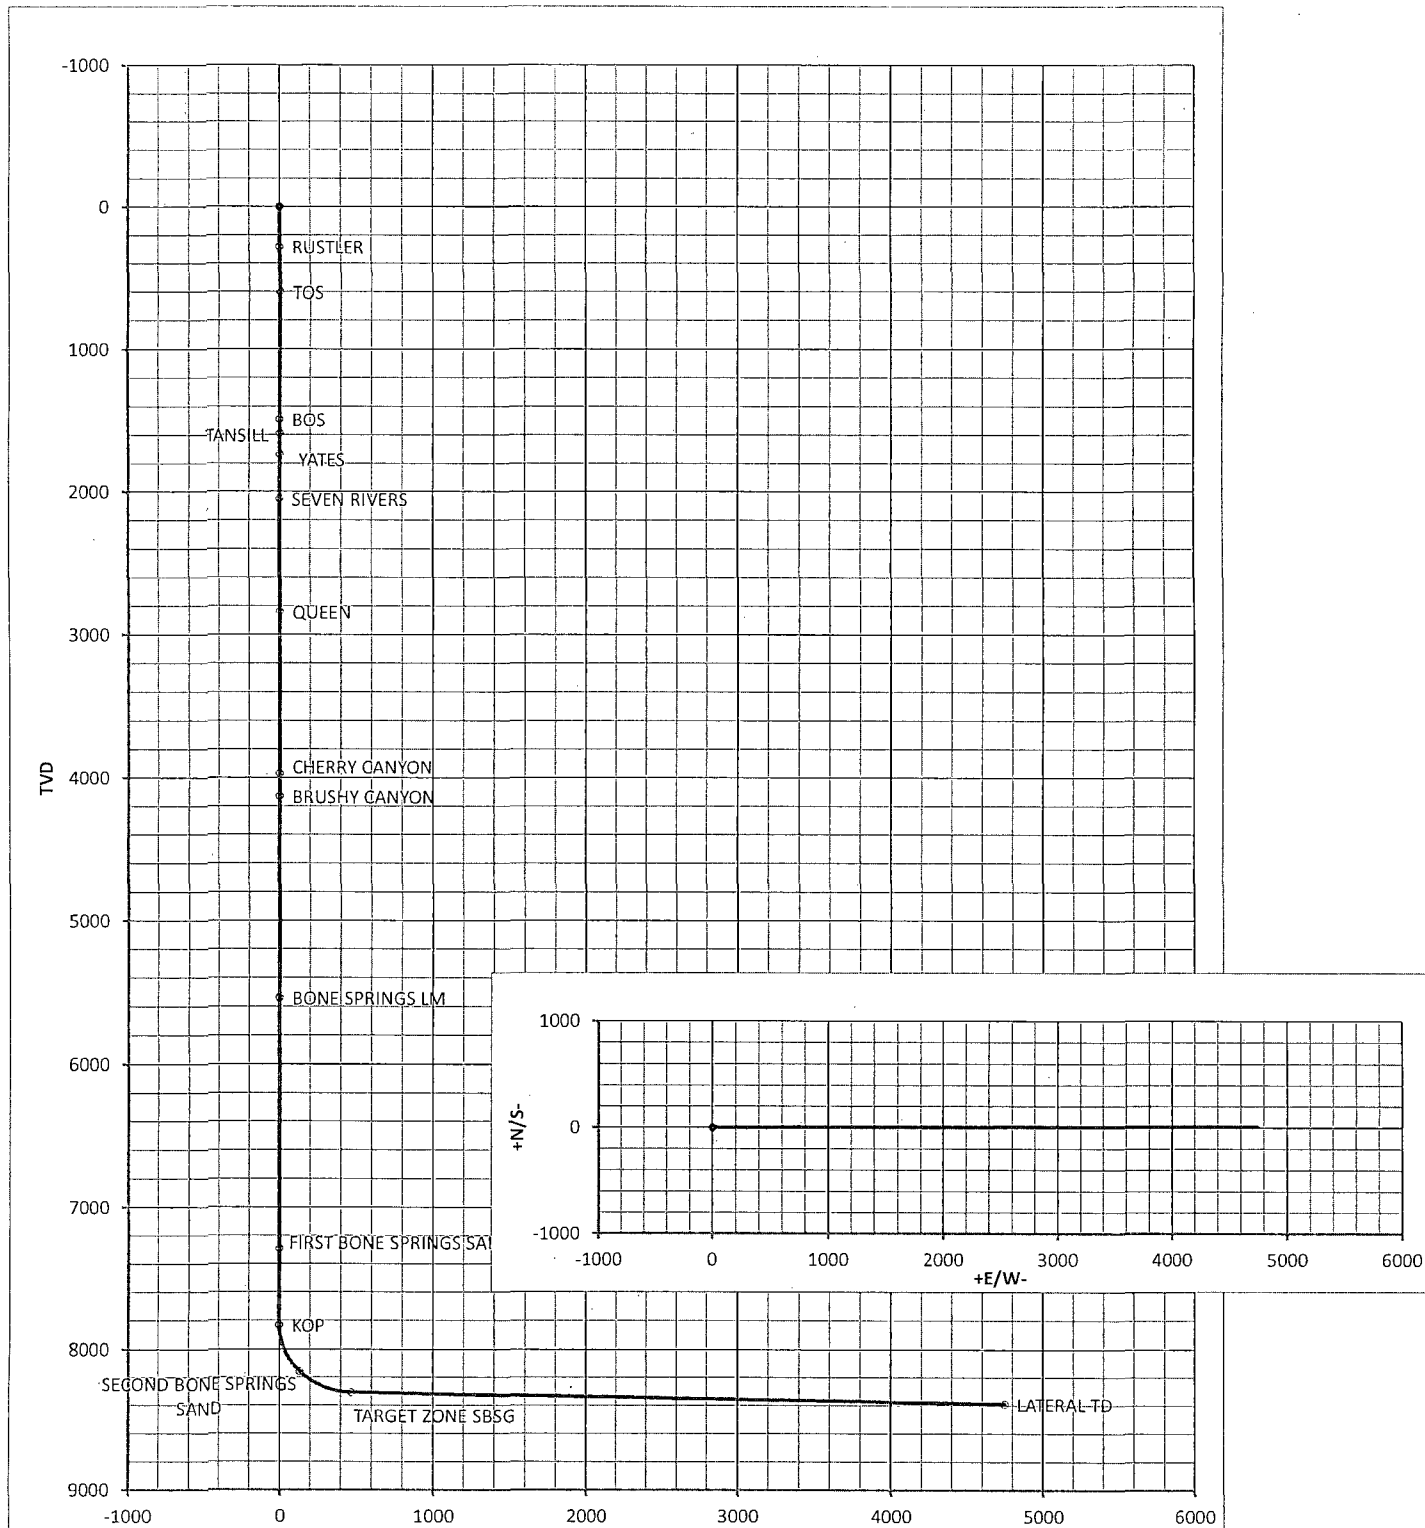 -1000
0
RUSTLER
TOS
1000
BOS
TANSILL
YATES
2000
SEVEN RIVERS
QUEEN
3000
CHERRY CANYON
TVD
4000
BRUSHY CANYON
5000
BONE SPRINGS LM
6000
7000
FIRST BONE SPRINGS SA
KOP
8000
SECOND BONE SPRINGS
SAND
TARGET ZONE SBSG
LATERAL TD
9000
-1000 0 1000 2000 3000 4000 5000 6000
1000
+N/S-
0
-1000
-1000 0 1000 2000 3000 4000 5000 6000
+E/W-